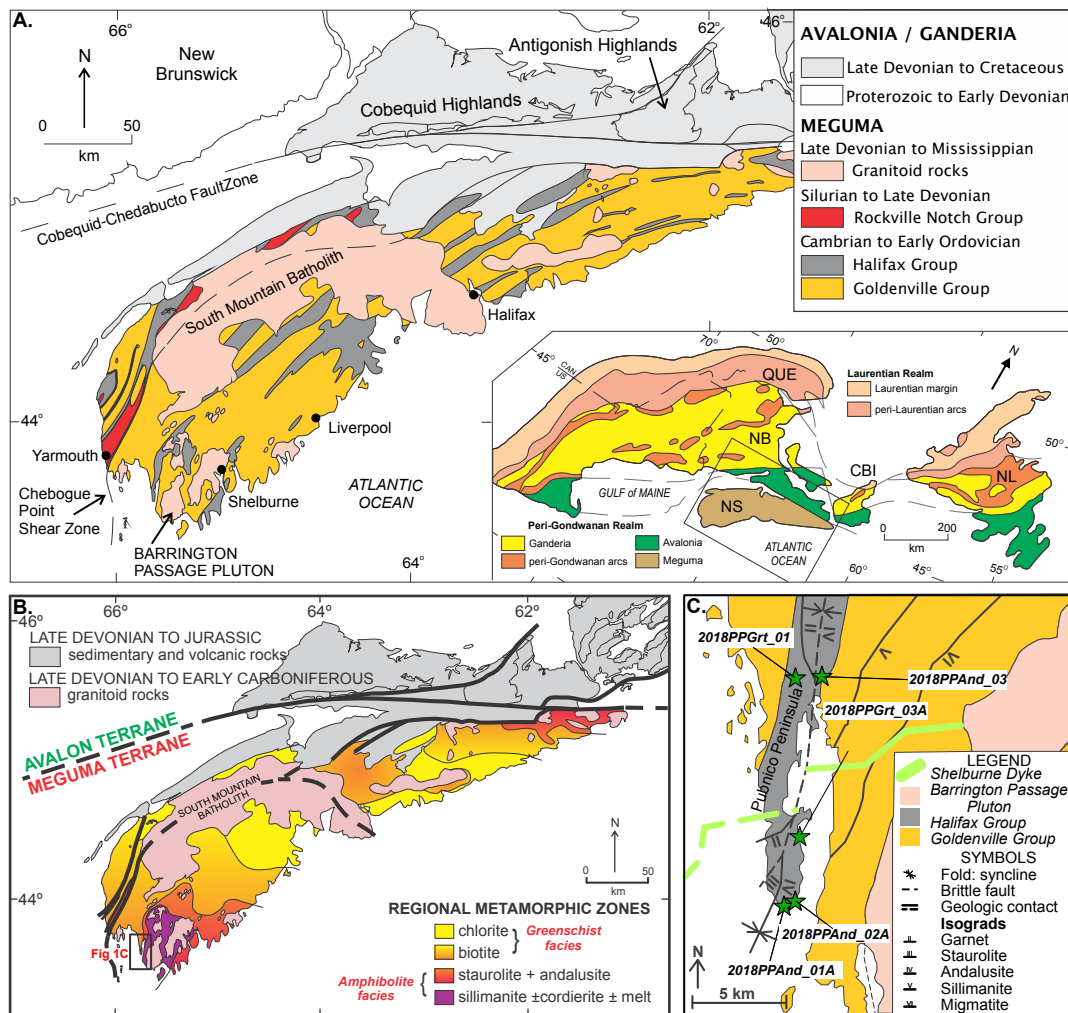 A.
66
62
46
N
New
Brunswick
Antigonish Highlands
Cobequid Highlands
0 50
km
Cobequid-Chedabucto FaultZone
South Mountain Batholith
Halifax
44
Liverpool
Yarmouth
Shelburne
Chebogue
Point
Shear Zone
ATLANTIC
OCEAN
BARRINGTON
PASSAGE PLUTON
64
AVALONIA / GANDERIA
Late Devonian to Cretaceous
Proterozoic to Early Devonian
MEGUMA
Late Devonian to Mississippian
Granitoid rocks
Silurian to Late Devonian
Rockville Notch Group
Cambrian to Early Ordovician
Halifax Group
Goldenville Group
70°
50°
45°
CAN
US
QUE
Laurentian Realm
Laurentian margin
peri-Laurentian arcs
N
NB
50°
CBI
NL
GULF of MAINE
NS
0 200
km
Peri-Gondwanan Realm
Ganderia
Avalonia
peri-Gondwanan arcs
Meguma
ATLANTIC
OCEAN
60°
45°
55°
B.
66°
64
62
46
LATE DEVONIAN TO JURASSIC
sedimentary and volcanic rocks
LATE DEVONIAN TO EARLY CARBONIFEROUS
granitoid rocks
AVALON TERRANE
MEGUMA TERRANE
SOUTH MOUNTAIN
BATHOLITH
N
0 50
km
44°
Fig 1C
REGIONAL METAMORPHIC ZONES
chlorite
biotite
Greenschist
facies
Amphibolite
facies
staurolite + andalusite
sillimanite ±cordierite ± melt
C.
2018PPGrt_01
III
IV
V
VI
2018PPAnd_03
2018PPGrt_03A
Pubnico Peninsula
2018PPAnd_02A
2018PPAnd_01A
N
5 km
LEGEND
Shelburne Dyke
Barrington Passage
Pluton
Halifax Group
Goldenville Group
SYMBOLS
Fold: syncline
Brittle fault
Geologic contact
Isograds
Garnet
Staurolite
Andalusite
Sillimanite
Migmatite